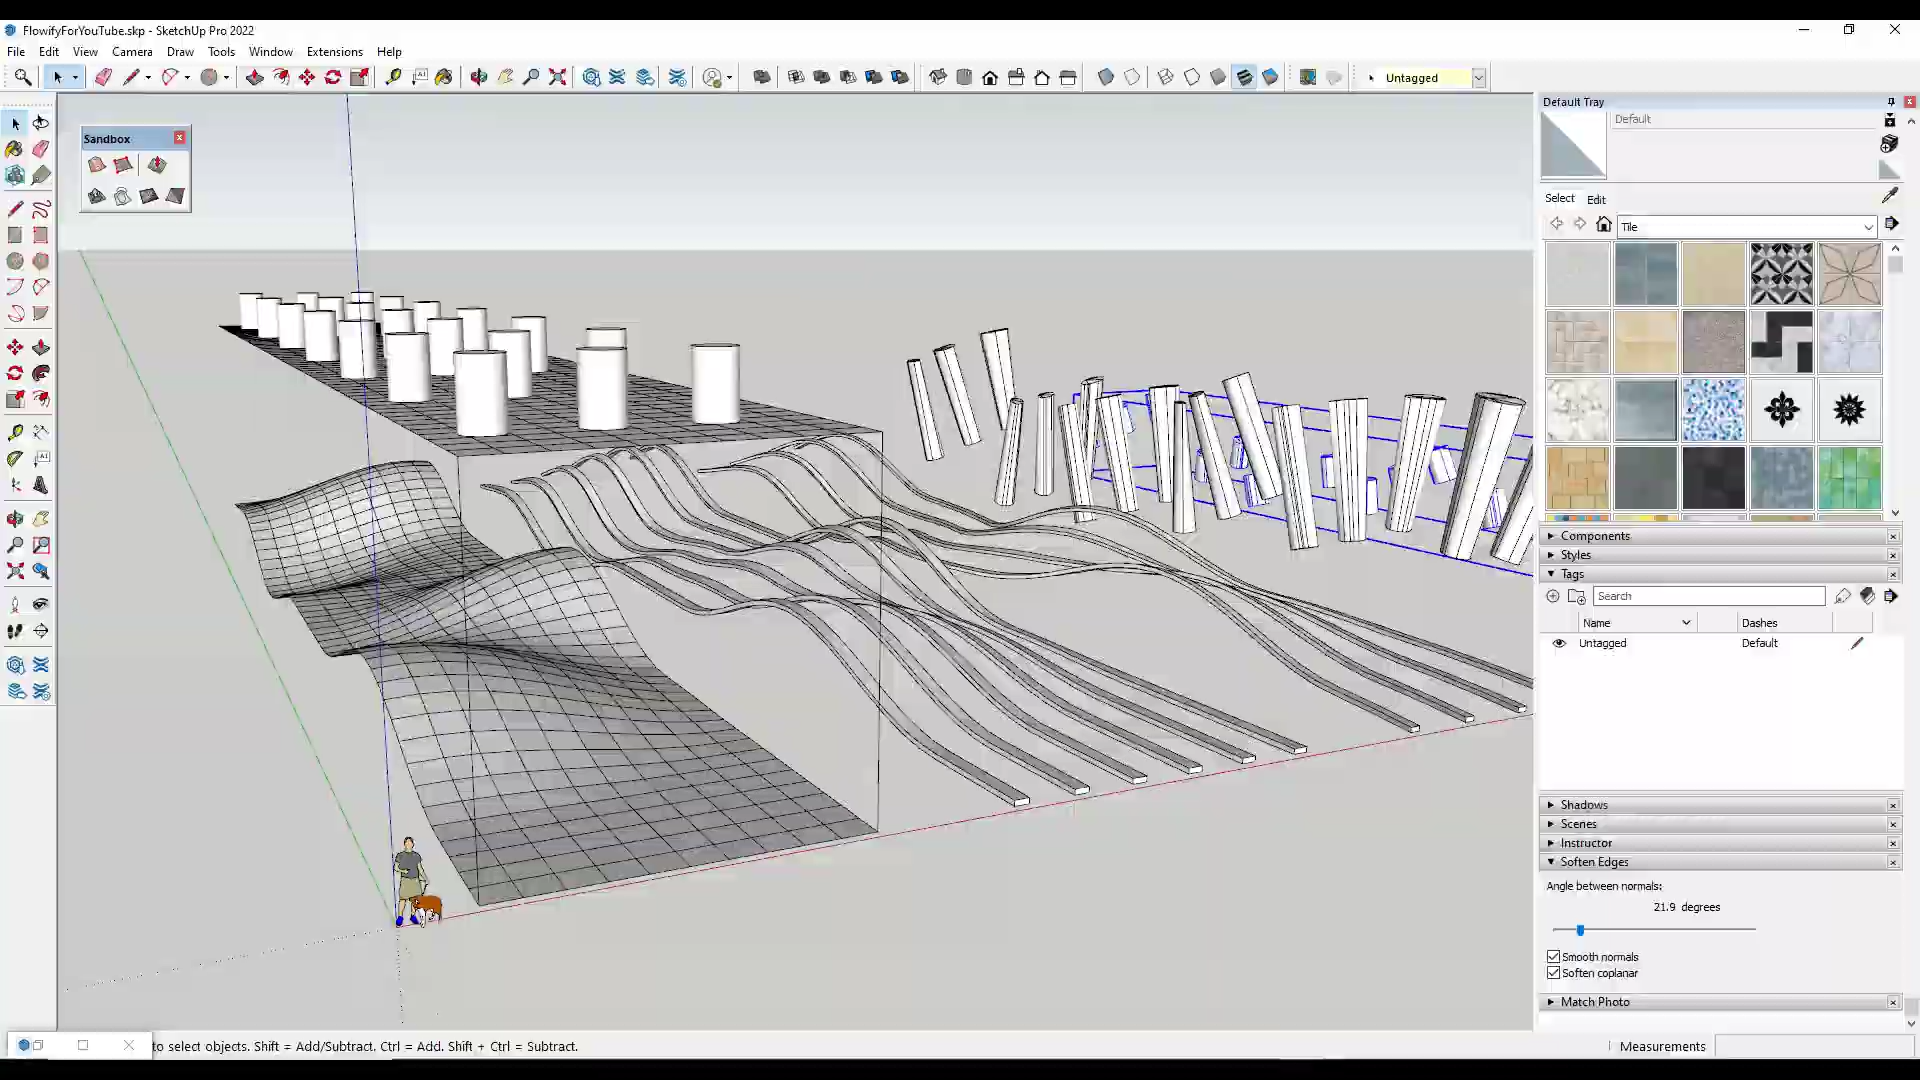 FlowifyForYouTube.skp - SketchUp Pro 2022
File Edit View Camera Draw Tools Window Extensions Help
Untagged
Default Tray
Default
Sandbox
Select Edit
Tile
Components
Styles
Tags
Search
Name Dashes
Untagged Default
Shadows
Scenes
Instructor
Soften Edges
Angle between normals:
21.9 degrees
Smooth normals
Soften coplanar
Match Photo
to select objects. Shift = Add/Subtract. Ctrl = Add. Shift + Ctrl = Subtract.
Measurements